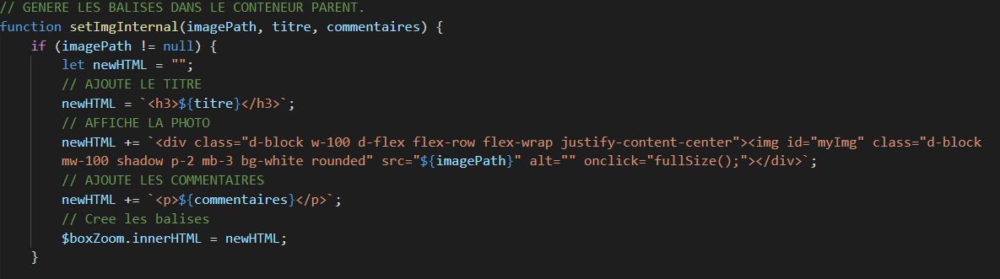 // GENERE LES BALISES DANS LE CONTENEUR PARENT.
function setImgInternal(imagePath, titre, commentaires) {
    if (imagePath != null) {
        let newHTML = "";
        // AJOUTE LE TITRE
        newHTML = `<h3>${titre}</h3>`;
        // AFFICHE LA PHOTO
        newHTML += `<div class="d-block w-100 d-flex flex-row flex-wrap justify-content-center"><img id="myImg" class="d-block
        mw-100 shadow p-2 mb-3 bg-white rounded" src="${imagePath}" alt="" onclick="fullSize();"></div>`;
        // AJOUTE LES COMMENTAIRES
        newHTML += `<p>${commentaires}</p>`;
        // Cree les balises
        $boxZoom.innerHTML = newHTML;
    }